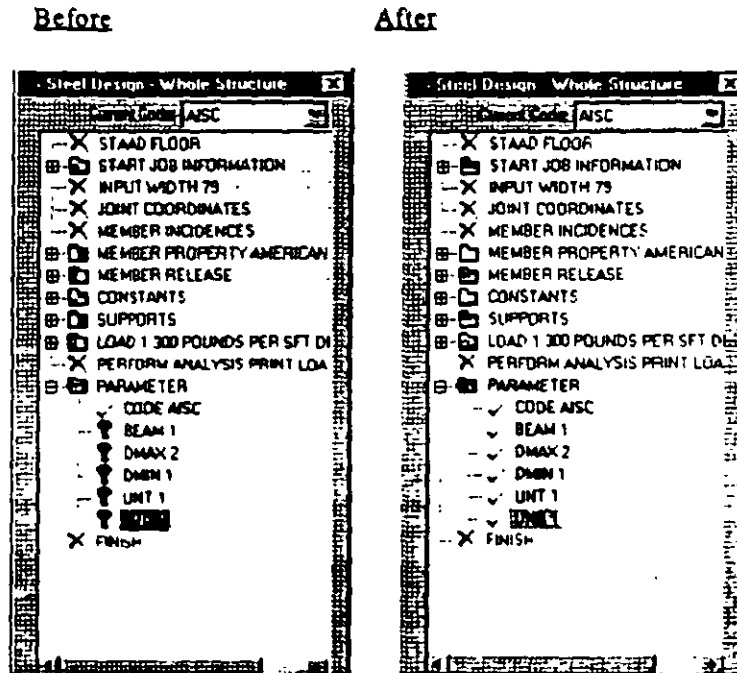 Before
Steel Design - Whole Structure
Current Code: AISC
STAAD FLOOR
START JOB INFORMATION
INPUT WIDTH 79
JOINT COORDINATES
MEMBER INCIDENCES
MEMBER PROPERTY AMERICAN
MEMBER RELEASE
CONSTANTS
SUPPORTS
LOAD 1 300 POUNDS PER SFT DI
PERFORM ANALYSIS PRINT LOA
PARAMETER
CODE AISC
BEAM 1
DMAX 2
DMIN 1
UNT 1
FINISH
After
Steel Design - Whole Structure
Current Code: AISC
STAAD FLOOR
START JOB INFORMATION
INPUT WIDTH 79
JOINT COORDINATES
MEMBER INCIDENCES
MEMBER PROPERTY AMERICAN
MEMBER RELEASE
CONSTANTS
SUPPORTS
LOAD 1 300 POUNDS PER SFT DI
PERFORM ANALYSIS PRINT LOA
PARAMETER
CODE AISC
BEAM 1
DMAX 2
DMIN 1
UNT 1
FINISH